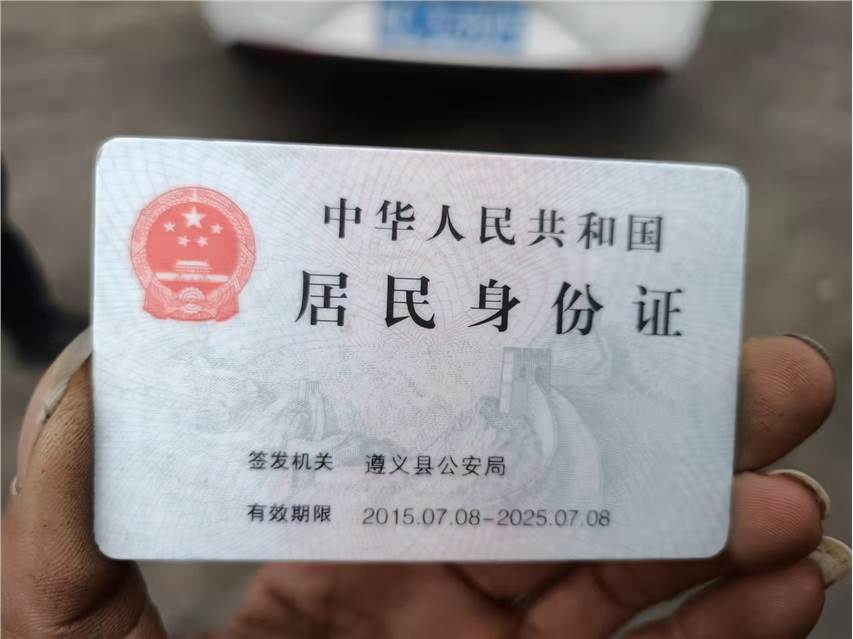 中华人民共和国
居民身份证
签发机关 遵义县公安局
有效期限 2015.07.08-2025.07.08